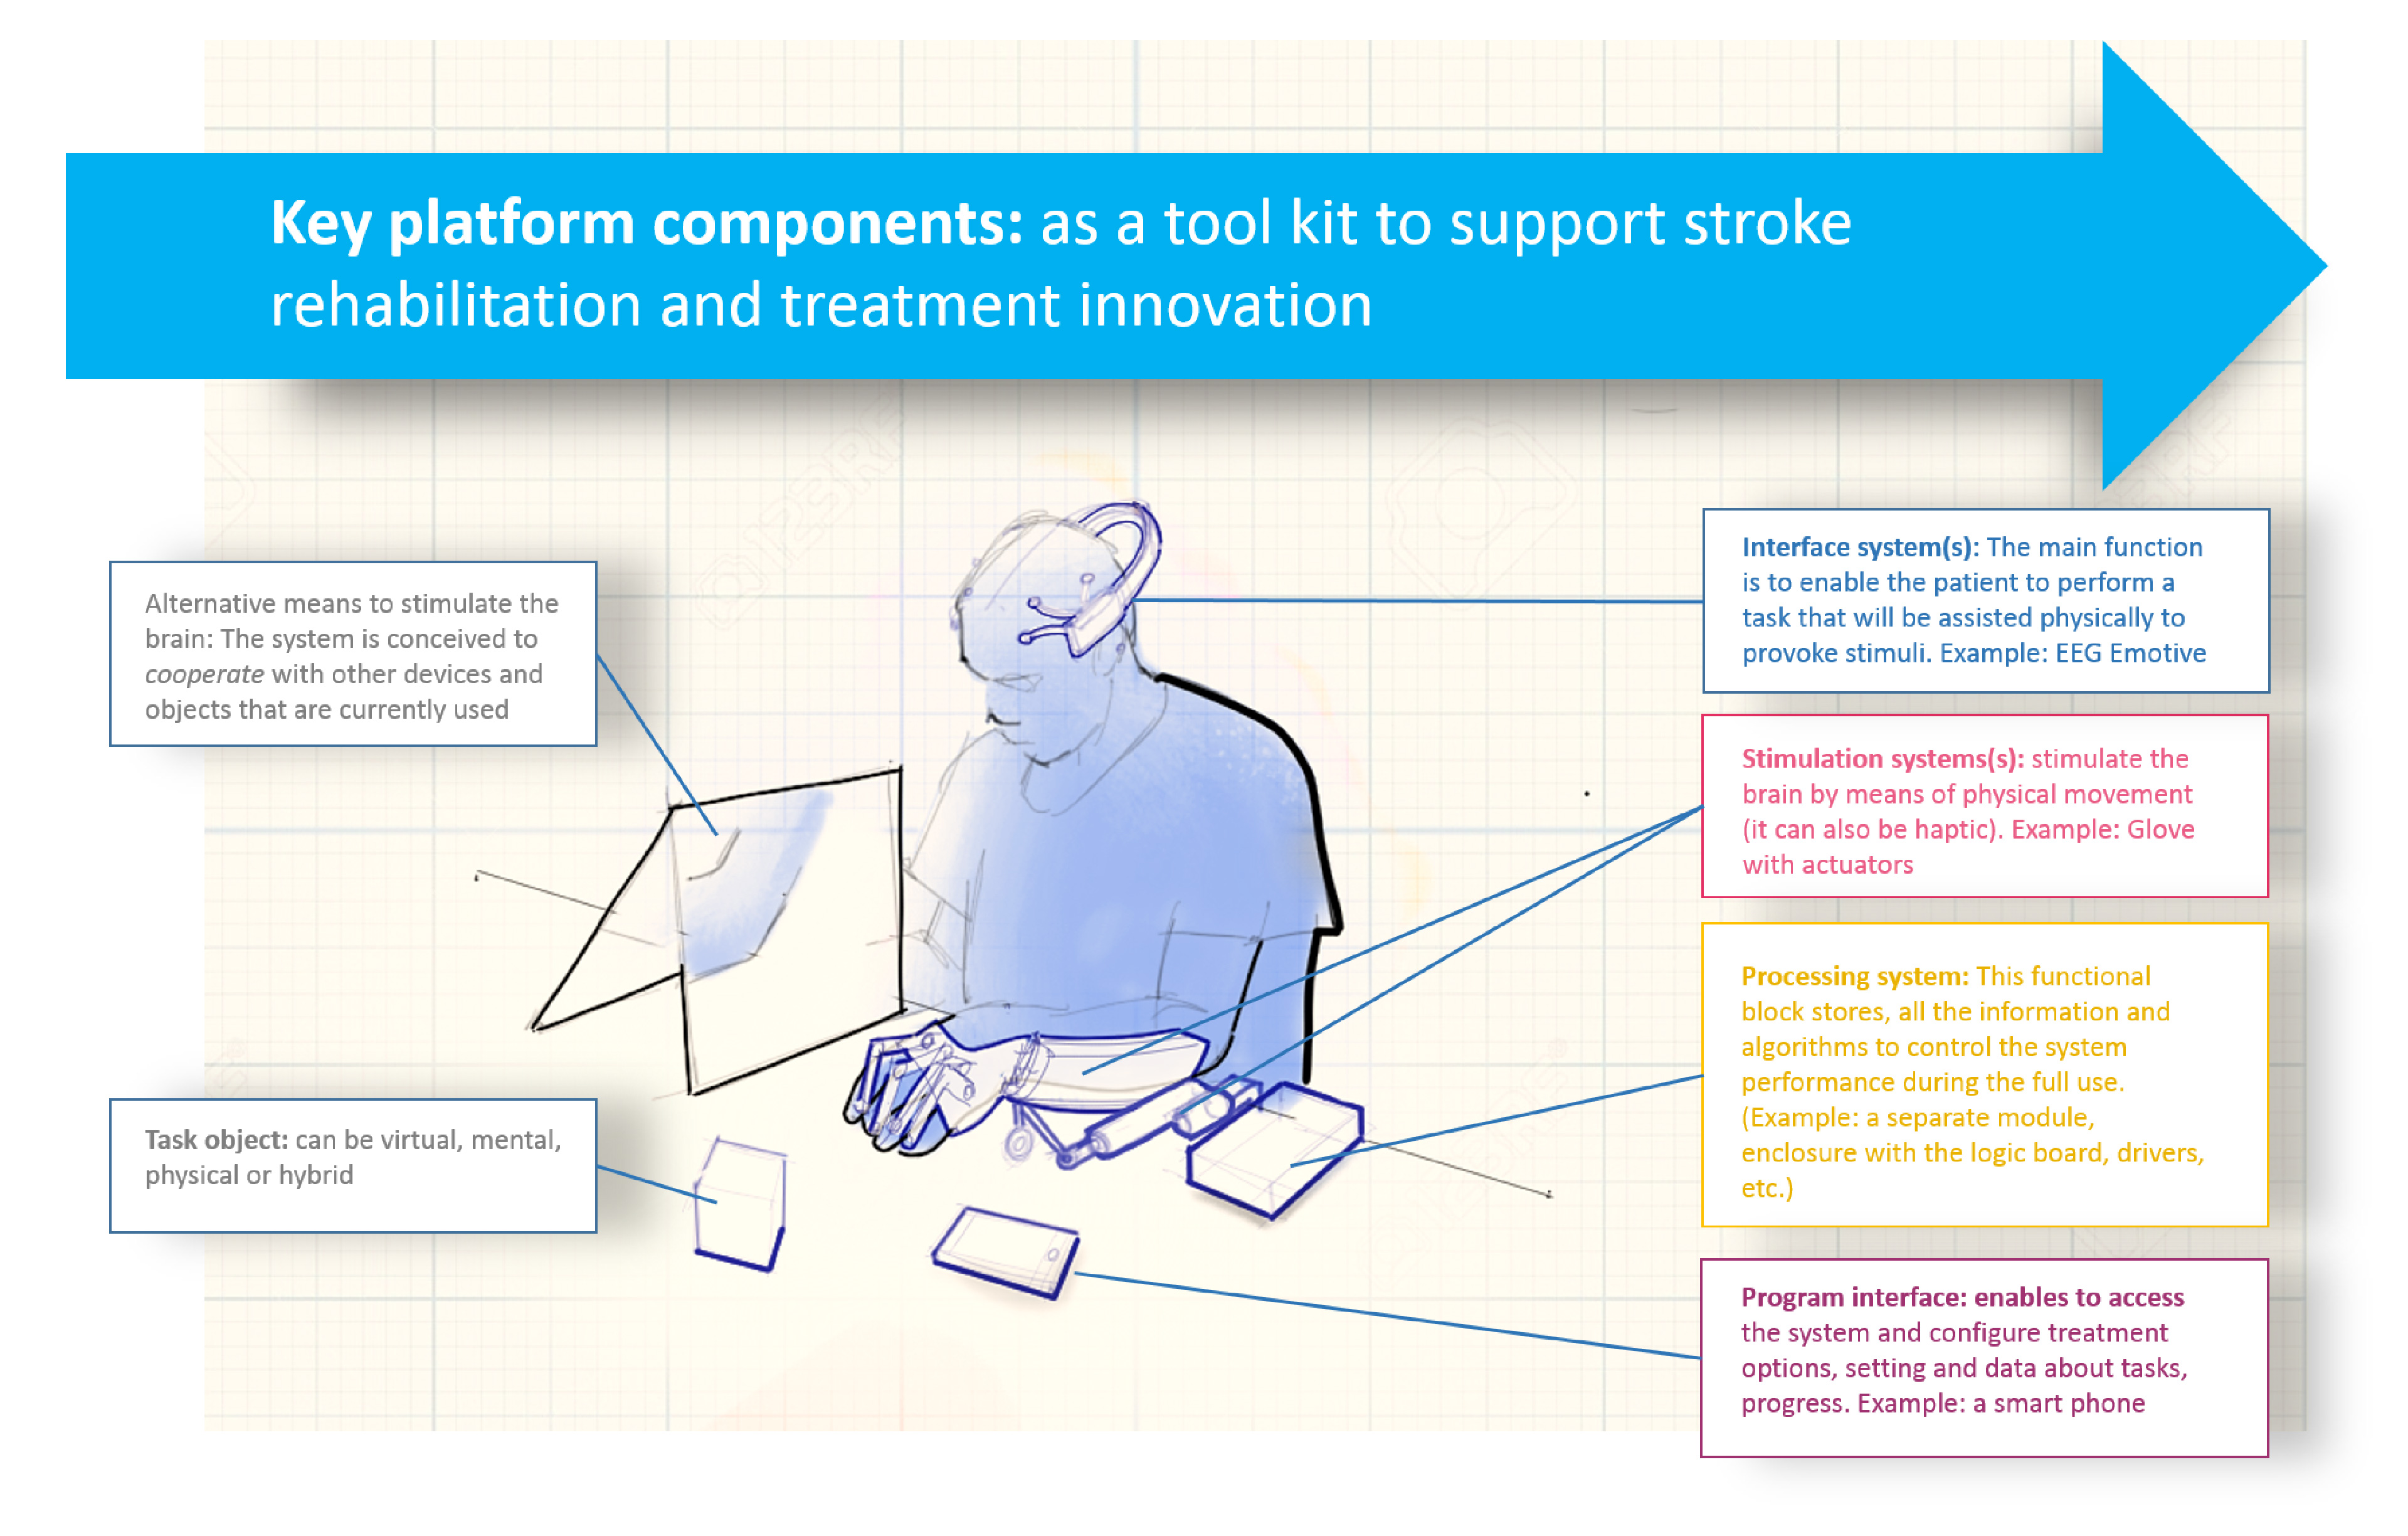 Key platform components: as a tool kit to support stroke
rehabilitation and treatment innovation
Alternative means to stimulate the
brain: The system is conceived to
cooperate with other devices and
objects that are currently used
Task object: can be virtual, mental,
physical or hybrid
Interface system(s): The main function
is to enable the patient to perform a
task that will be assisted physically to
provoke stimuli. Example: EEG Emotive
Stimulation systems(s): stimulate the
brain by means of physical movement
(it can also be haptic). Example: Glove
with actuators
Processing system: This functional
block stores, all the information and
algorithms to control the system
performance during the full use.
(Example: a separate module,
enclosure with the logic board, drivers,
etc.)
Program interface: enables to access
the system and configure treatment
options, setting and data about tasks,
progress. Example: a smart phone
123RF